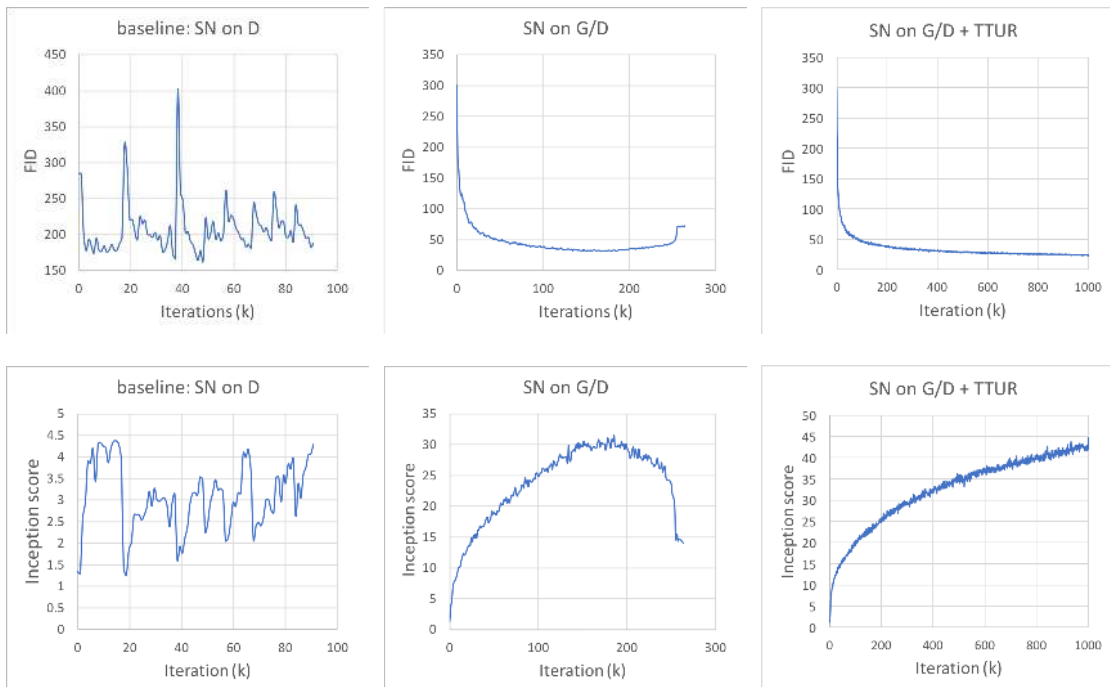 baseline: SN on D
450
400
350
300
250
200
150
FID
0 20 40 60 80 100
Iterations (k)
SN on G/D
350
300
250
200
150
100
50
0
FID
0 100 200 300
Iterations (k)
SN on G/D + TTUR
350
300
250
200
150
100
50
0
FID
0 200 400 600 800 1000
Iteration (k)
baseline: SN on D
5
4.5
4
3.5
3
2.5
2
1.5
1
0.5
0
Inception score
0 20 40 60 80 100
Iteration (k)
SN on G/D
35
30
25
20
15
10
5
0
Inception score
0 100 200 300
Iteration (k)
SN on G/D + TTUR
50
45
40
35
30
25
20
15
10
5
0
Inception score
0 200 400 600 800 1000
Iteration (k)